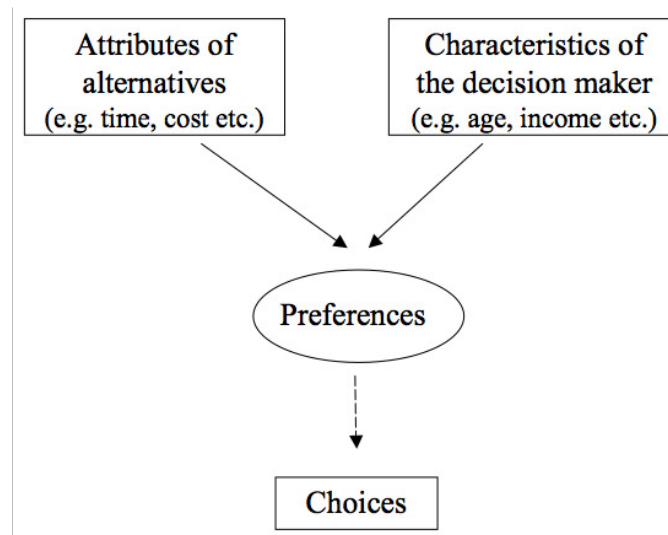 Attributes of
alternatives
(e.g. time, cost etc.)
Characteristics of
the decision maker
(e.g. age, income etc.)
Preferences
Choices